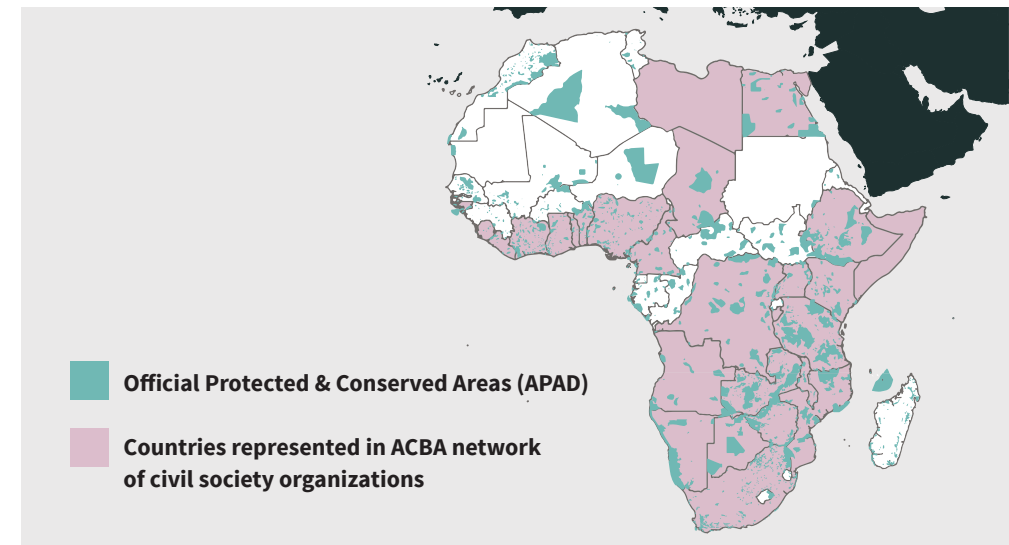 Official Protected & Conserved Areas (APAD)
Countries represented in ACBA network
of civil society organizations